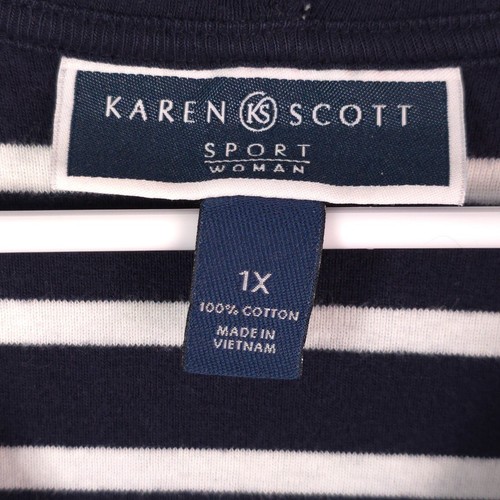 KAREN KS SCOTT
SPORT
WOMAN
1X
100% COTTON
MADE IN
VIETNAM